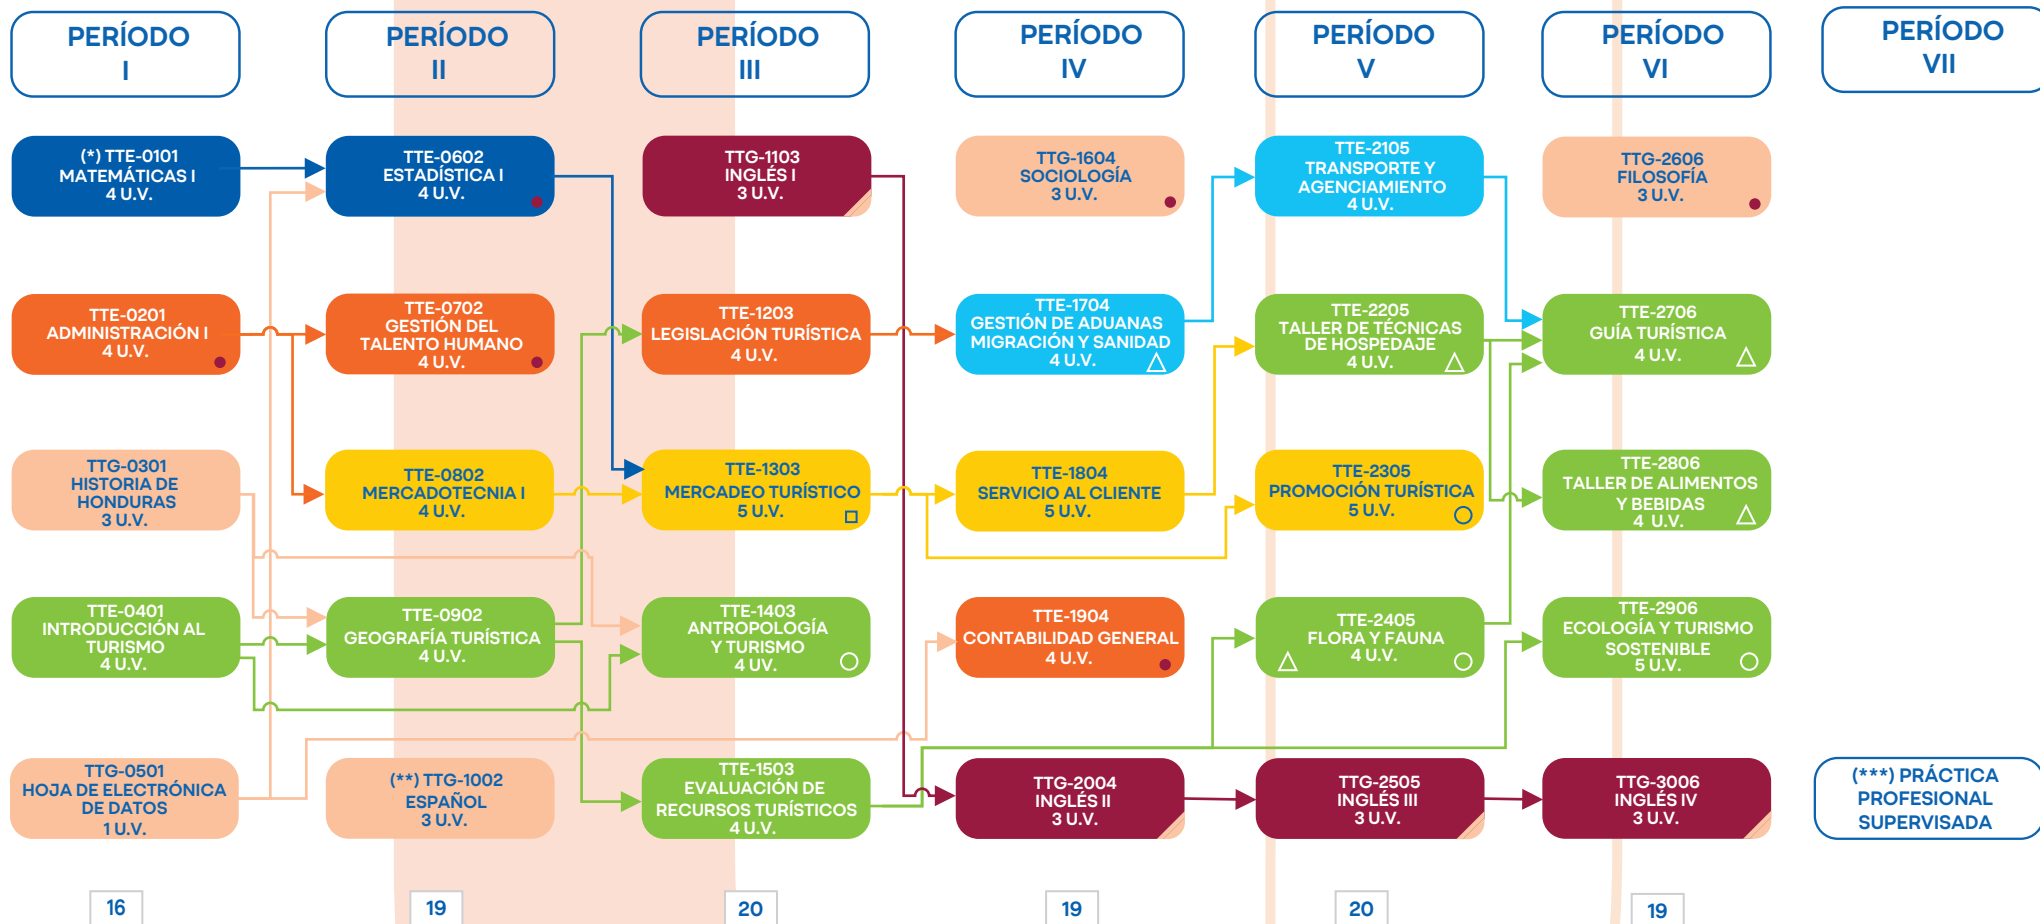 PERÍODO
I
PERÍODO
II
PERÍODO
III
PERÍODO
IV
PERÍODO
V
PERÍODO
VI
PERÍODO
VII
(*) TTE-0101
MATEMÁTICAS I
4 U.V.
TTE-0602
ESTADÍSTICA I
4 U.V.
TTG-1103
INGLÉS I
3 U.V.
TTG-1604
SOCIOLOGÍA
3 U.V.
TTE-2105
TRANSPORTE Y
AGENCIAMIENTO
4 U.V.
TTG-2606
FILOSOFÍA
3 U.V.
TTE-0201
ADMINISTRACIÓN I
4 U.V.
TTE-0702
GESTIÓN DEL
TALENTO HUMANO
4 U.V.
TTE-1203
LEGISLACIÓN TURÍSTICA
4 U.V.
TTE-1704
GESTIÓN DE ADUANAS
MIGRACIÓN Y SANIDAD
4 U.V.
TTE-2205
TALLER DE TÉCNICAS
DE HOSPEDAJE
4 U.V.
TTE-2706
GUÍA TURÍSTICA
4 U.V.
TTG-0301
HISTORIA DE
HONDURAS
3 U.V.
TTE-0802
MERCADOTECNIA I
4 U.V.
TTE-1303
MERCADEO TURÍSTICO
5 U.V.
TTE-1804
SERVICIO AL CLIENTE
5 U.V.
TTE-2305
PROMOCIÓN TURÍSTICA
5 U.V.
TTE-2806
TALLER DE ALIMENTOS
Y BEBIDAS
4 U.V.
TTE-0401
INTRODUCCIÓN AL
TURISMO
4 U.V.
TTE-0902
GEOGRAFÍA TURÍSTICA
4 U.V.
TTE-1403
ANTROPOLOGÍA
Y TURISMO
4 UV.
TTE-1904
CONTABILIDAD GENERAL
4 U.V.
TTE-2405
FLORA Y FAUNA
4 U.V.
TTE-2906
ECOLOGÍA Y TURISMO
SOSTENIBLE
5 U.V.
TTG-0501
HOJA DE ELECTRÓNICA
DE DATOS
1 U.V.
(**) TTG-1002
ESPAÑOL
3 U.V.
TTE-1503
EVALUACIÓN DE
RECURSOS TURÍSTICOS
4 U.V.
TTG-2004
INGLÉS II
3 U.V.
TTG-2505
INGLÉS III
3 U.V.
TTG-3006
INGLÉS IV
3 U.V.
(***) PRÁCTICA
PROFESIONAL
SUPERVISADA
16
19
20
19
20
19